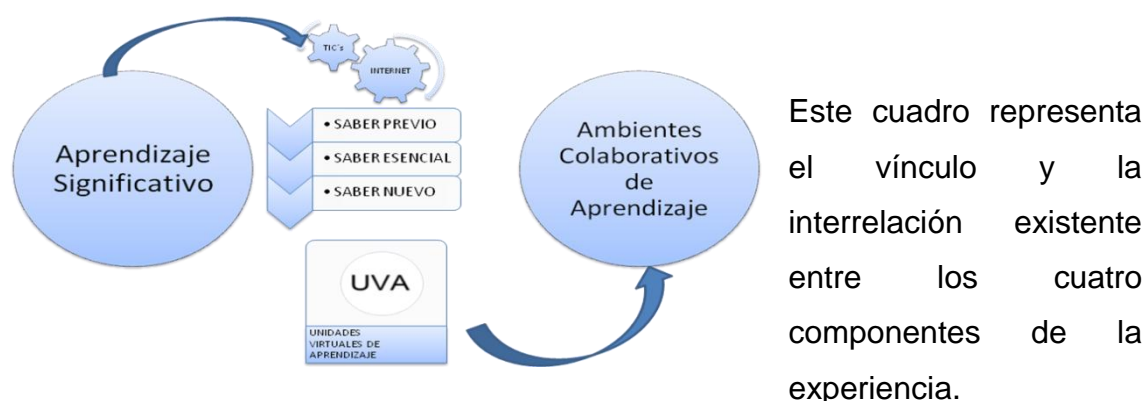 Aprendizaje
Significativo
TIC´s
INTERNET
• SABER PREVIO
• SABER ESENCIAL
• SABER NUEVO
UVA
UNIDADES
VIRTUALES DE
APRENDIZAJE
Ambientes
Colaborativos
de
Aprendizaje
Este cuadro representa
el vínculo y la
interrelación existente
entre los cuatro
componentes de la
experiencia.